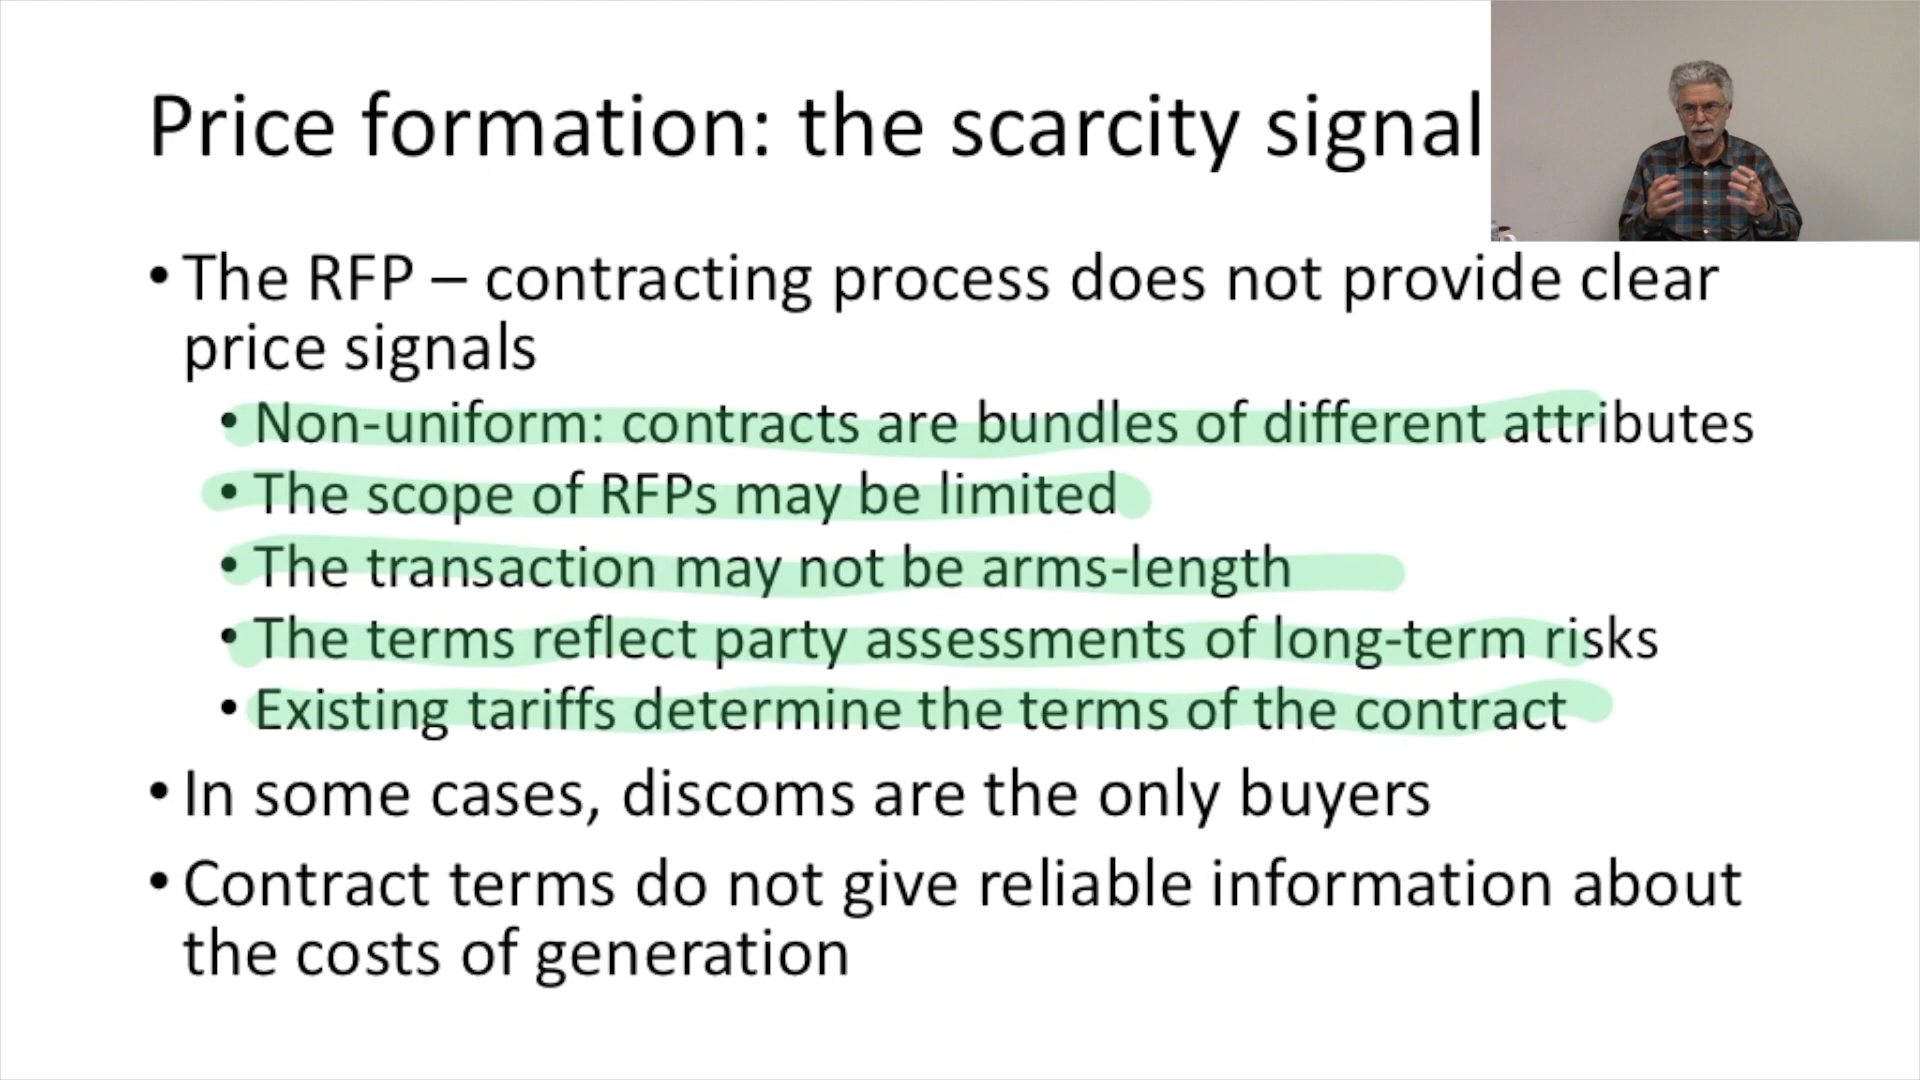 Price formation: the scarcity signal
• The RFP – contracting process does not provide clear
price signals
• Non-uniform: contracts are bundles of different attributes
• The scope of RFPs may be limited
• The transaction may not be arms-length
• The terms reflect party assessments of long-term risks
• Existing tariffs determine the terms of the contract
• In some cases, discoms are the only buyers
• Contract terms do not give reliable information about
the costs of generation